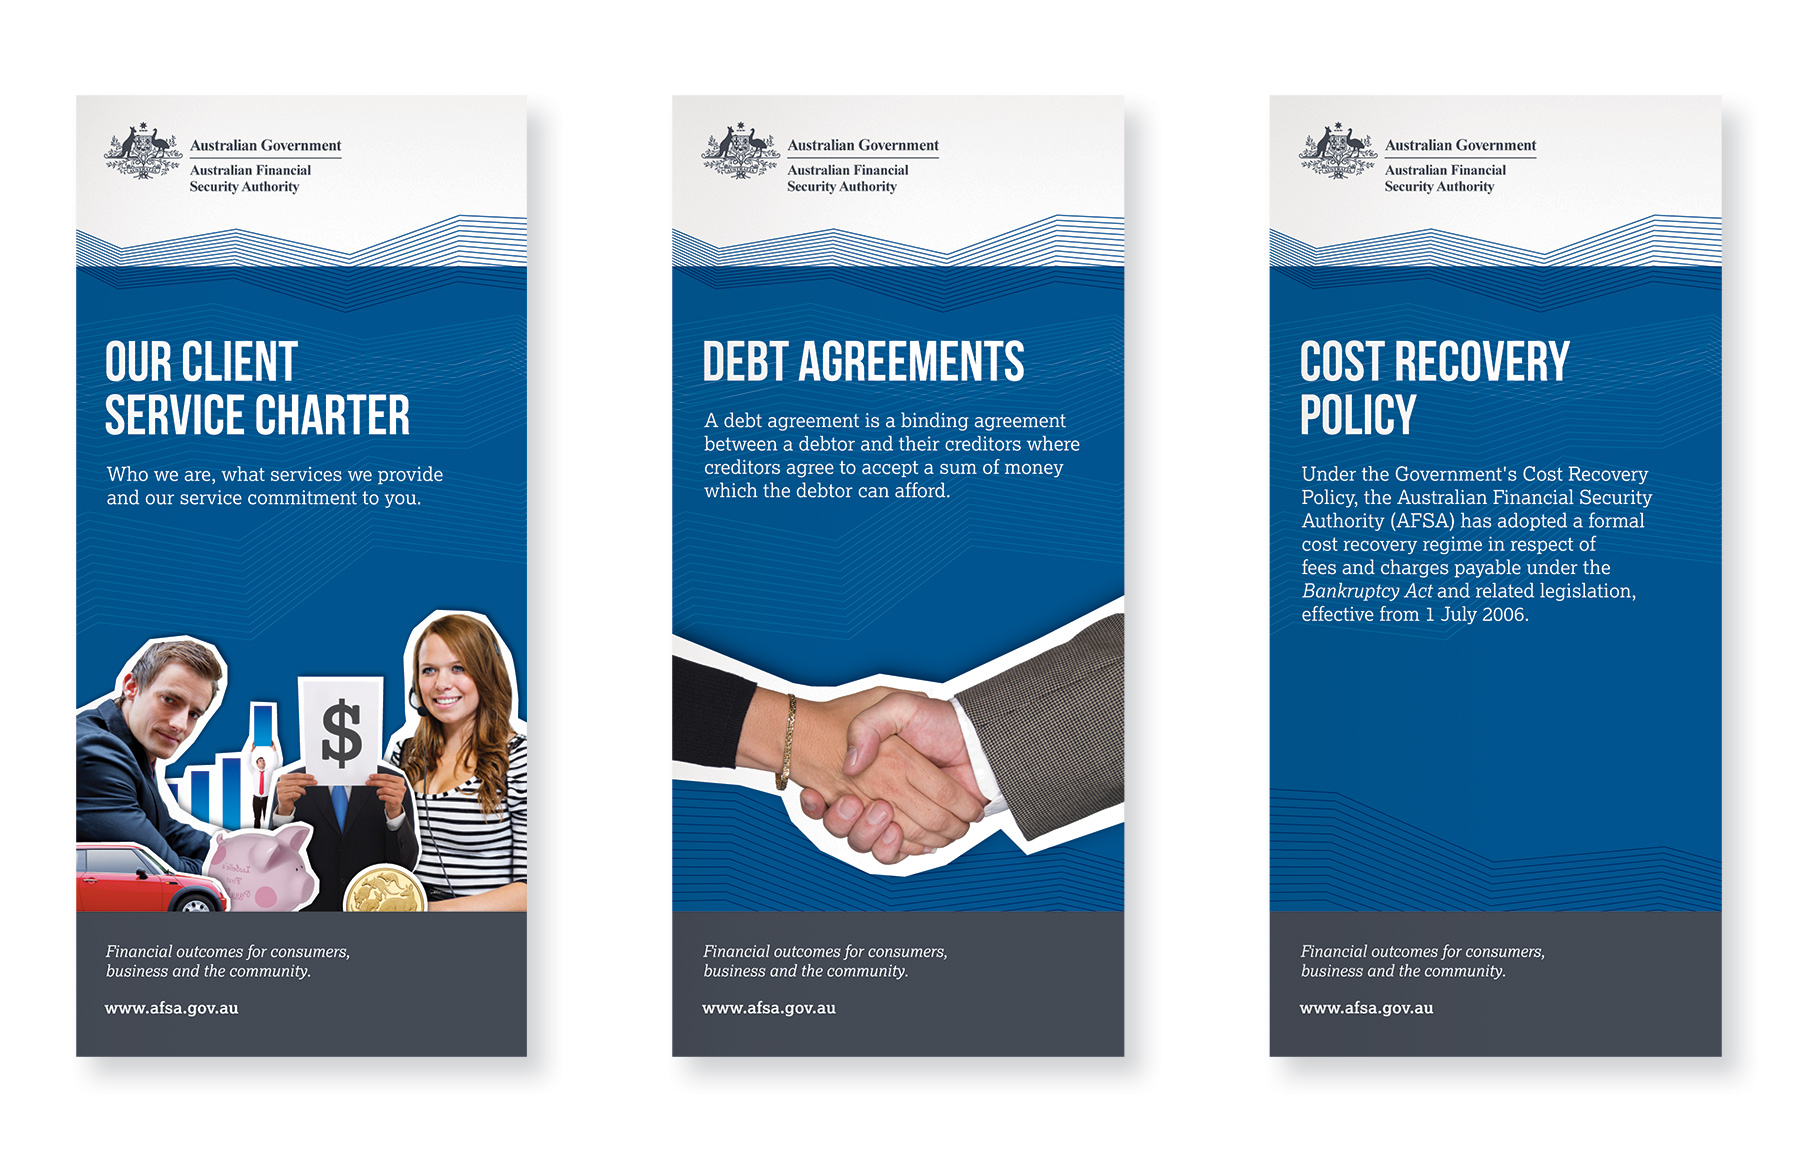 Australian Government
Australian Financial
Security Authority
OUR CLIENT
SERVICE CHARTER
Who we are, what services we provide
and our service commitment to you.
$
Financial outcomes for consumers,
business and the community.
www.afsa.gov.au
Australian Government
Australian Financial
Security Authority
DEBT AGREEMENTS
A debt agreement is a binding agreement
between a debtor and their creditors where
creditors agree to accept a sum of money
which the debtor can afford.
Financial outcomes for consumers,
business and the community.
www.afsa.gov.au
Australian Government
Australian Financial
Security Authority
COST RECOVERY
POLICY
Under the Government's Cost Recovery
Policy, the Australian Financial Security
Authority (AFSA) has adopted a formal
cost recovery regime in respect of
fees and charges payable under the
Bankruptcy Act and related legislation,
effective from 1 July 2006.
Financial outcomes for consumers,
business and the community.
www.afsa.gov.au